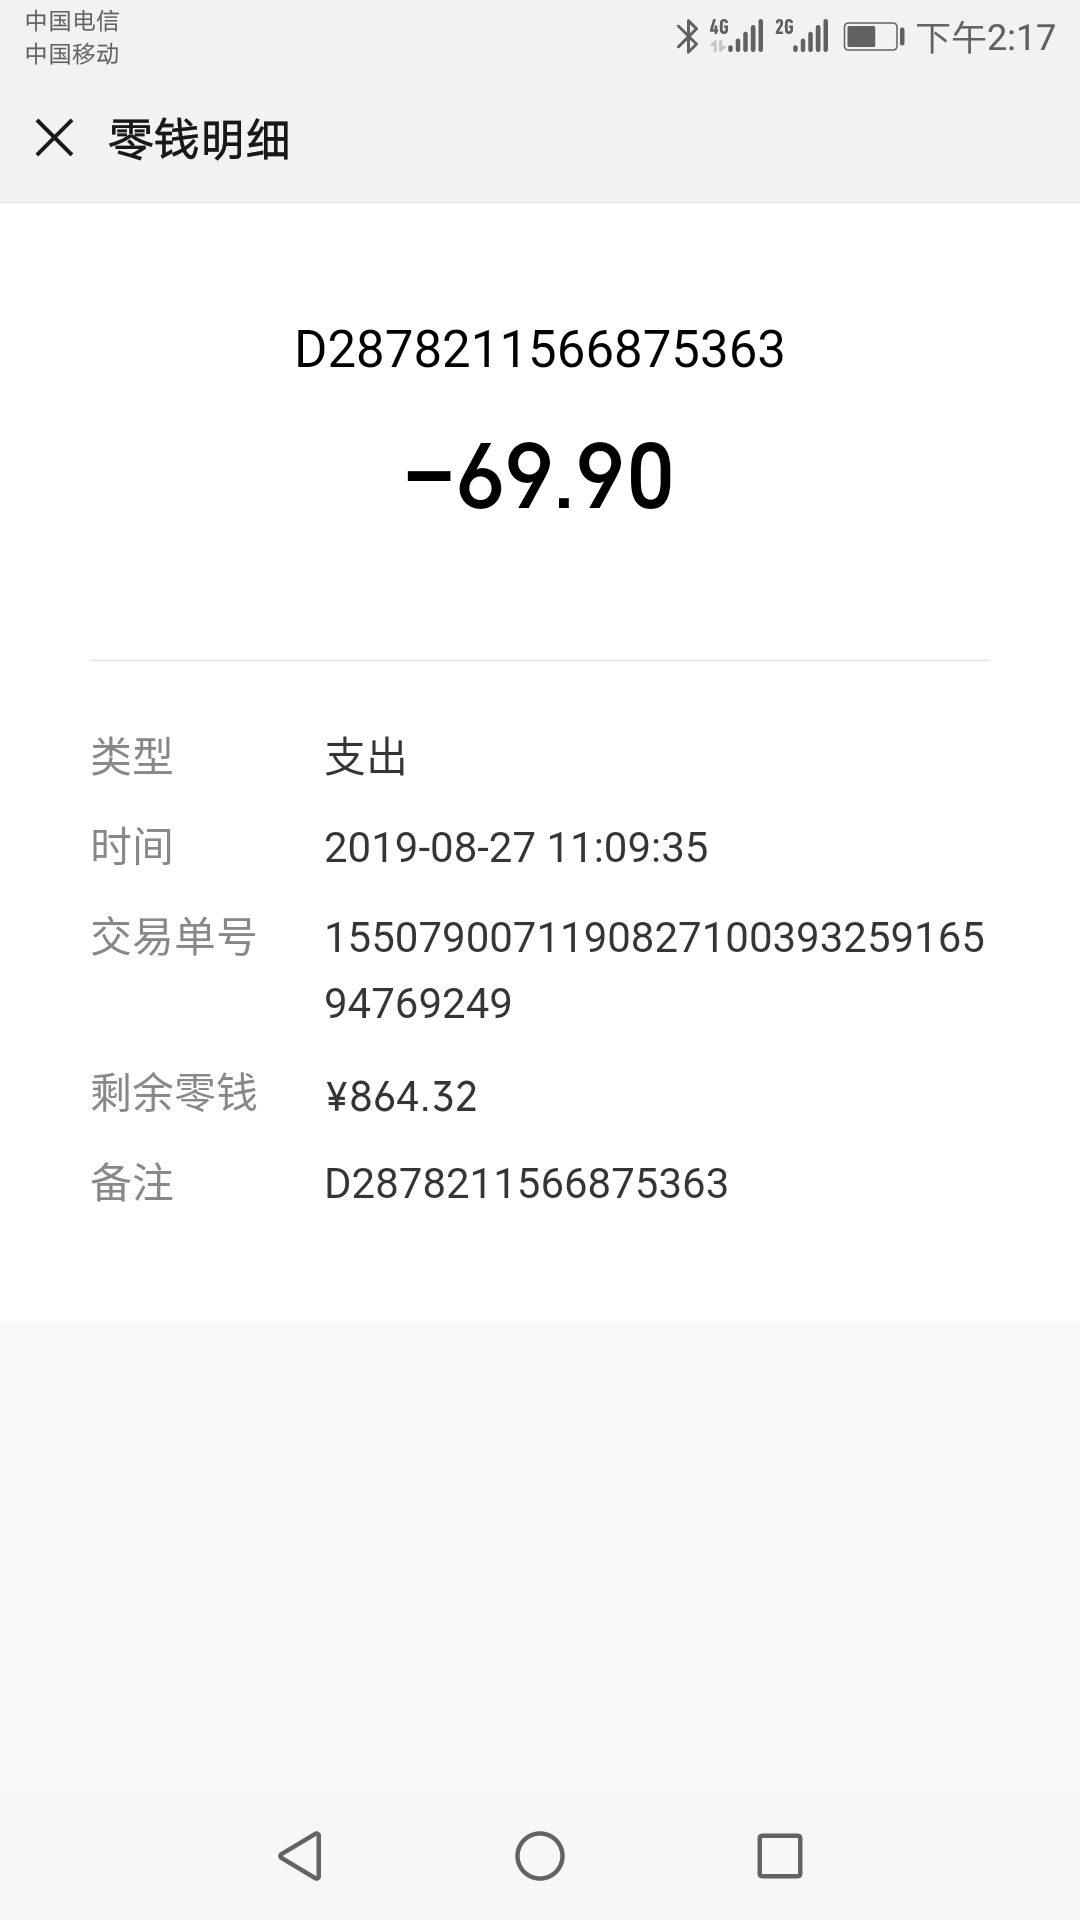 中国电信
中国移动
4G 2G 下午2:17
零钱明细
D2878211566875363
-69.90
类型 支出
时间 2019-08-27 11:09:35
交易单号 1550790071190827100393259165
94769249
剩余零钱 ¥864.32
备注 D2878211566875363